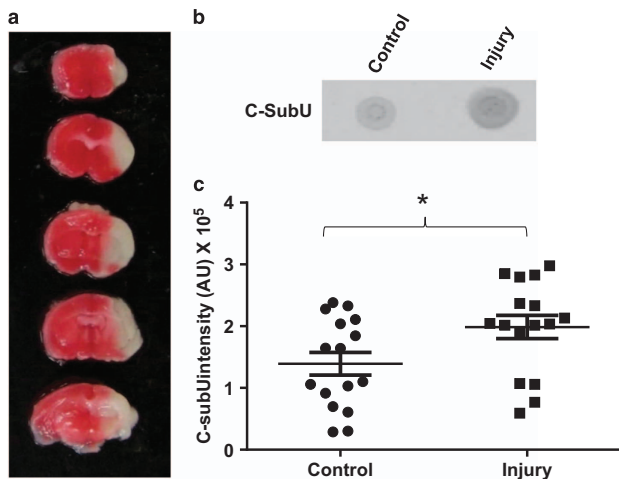 a
b
Control
Injury
C-SubU
c
C-subUintensity (AU) X 10⁵
4
3
2
1
0
*
Control
Injury